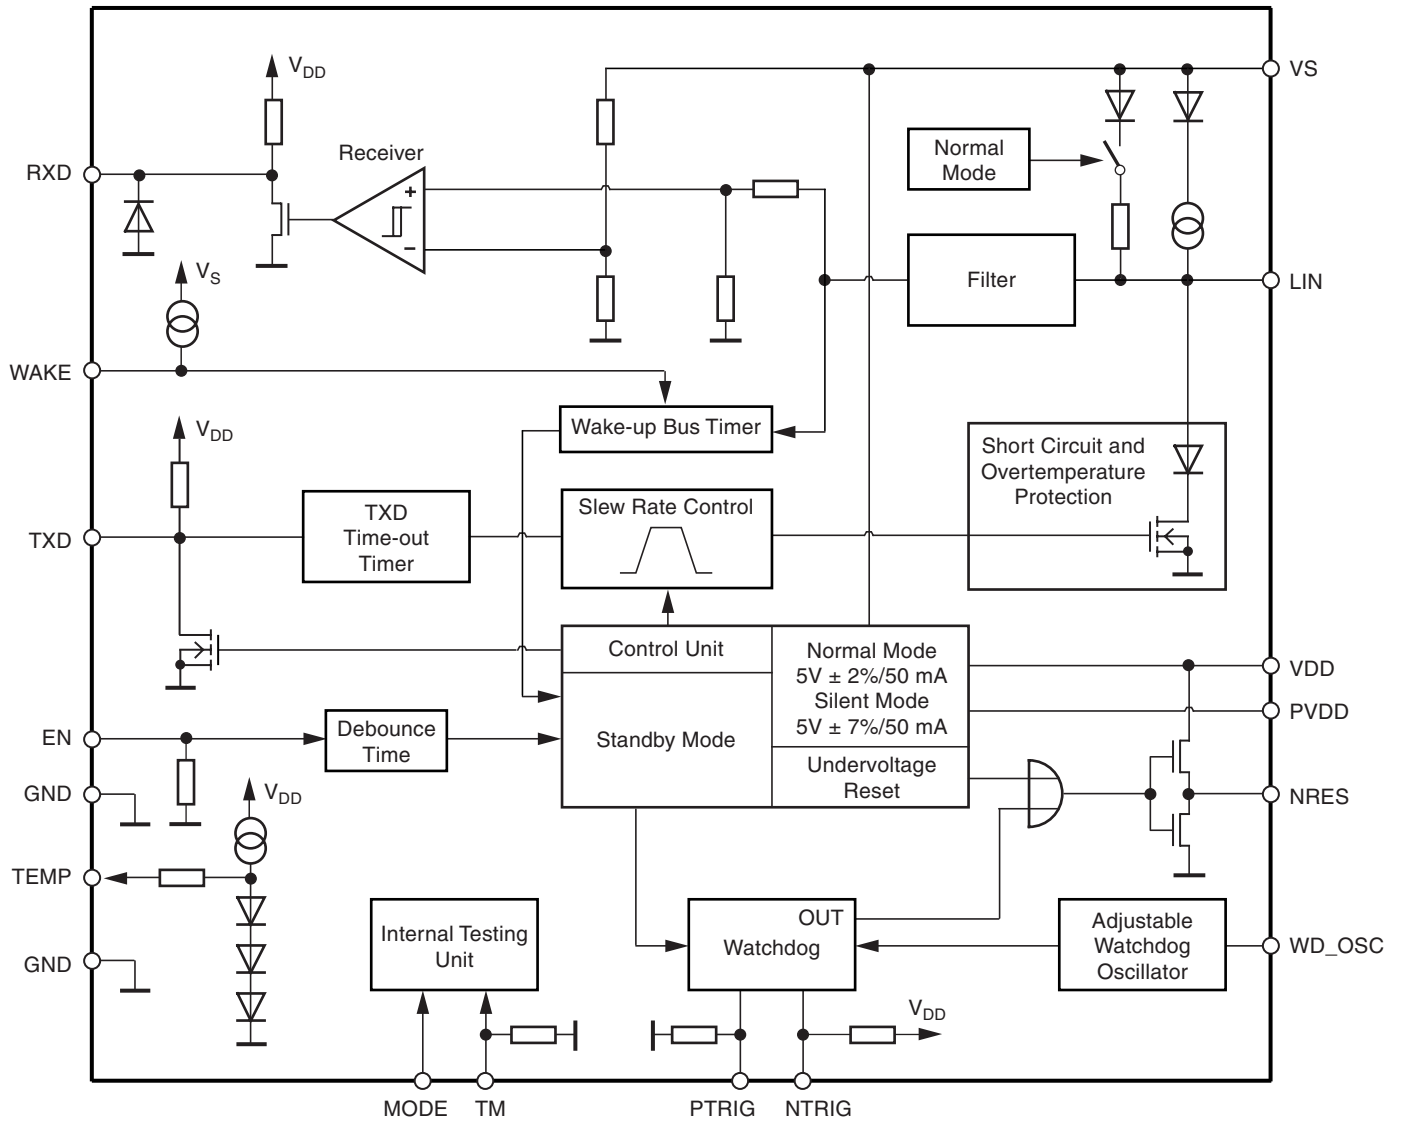 VDD
VS
RXD
Receiver
+
−
Normal
Mode
VS
Filter
LIN
WAKE
VDD
Wake-up Bus Timer
Short Circuit and
Overtemperature
Protection
TXD
TXD
Time-out
Timer
Slew Rate Control
Control Unit
Normal Mode
5V ± 2%/50 mA
Silent Mode
5V ± 7%/50 mA
VDD
PVDD
EN
Debounce
Time
Standby Mode
Undervoltage
Reset
GND
VDD
NRES
TEMP
Internal Testing
Unit
OUT
Watchdog
Adjustable
Watchdog
Oscillator
WD_OSC
GND
VDD
MODE
TM
PTRIG
NTRIG